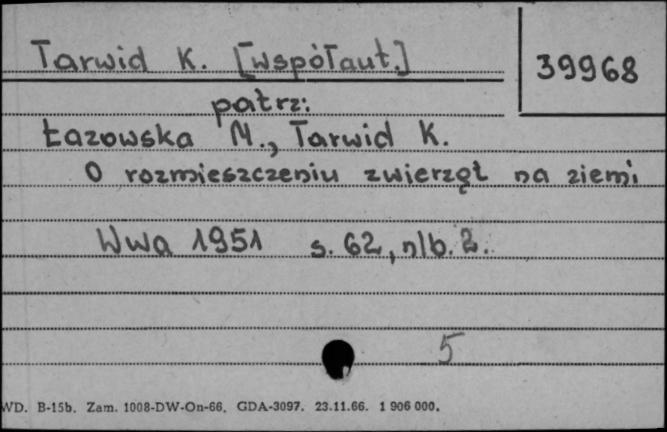 Tarwid K. [współaut.]
39968
patrz:
Łazowska M., Tarwid K.
O rozmieszczeniu zwierząt na ziemi
Wwa 1951 s. 62, nlb. 2.
5
WD. B-15b. Zam. 1008-DW-On-66. GDA-3097. 23.11.66. 1 906 000.